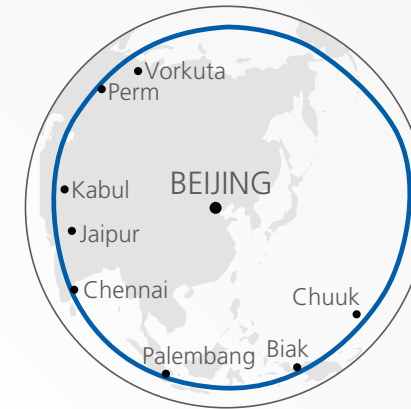 Vorkuta
Perm
BEIJING
Kabul
Jaipur
Chennai
Chuuk
Biak
Palembang